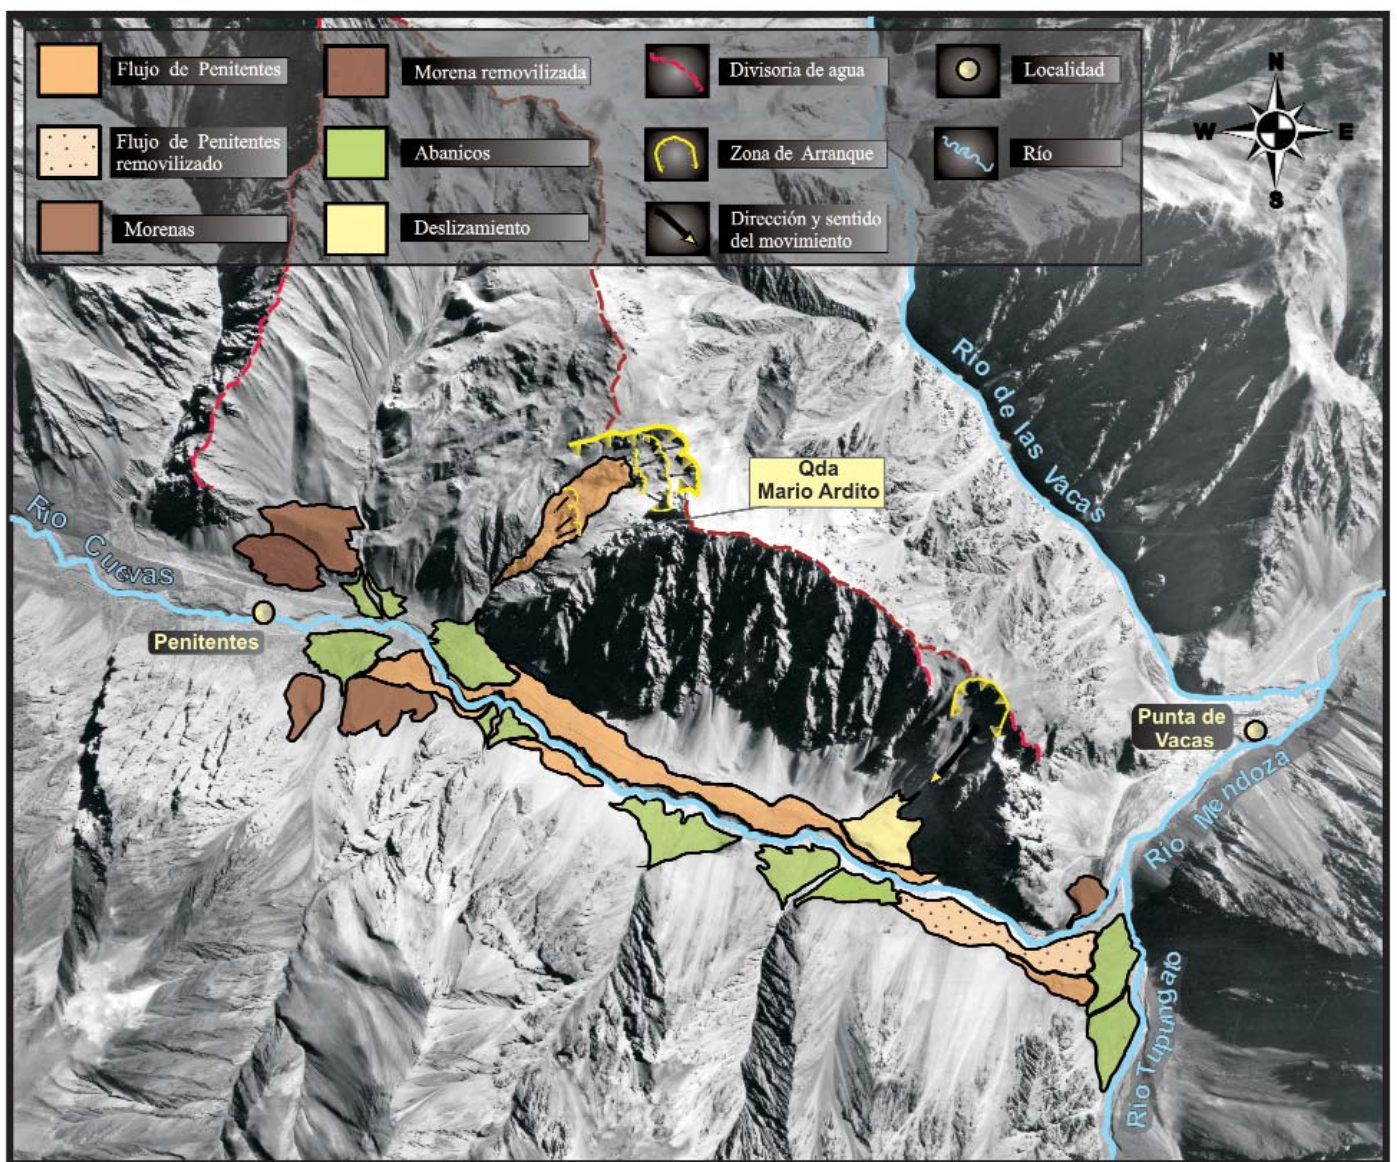 Flujo de Penitentes
Flujo de Penitentes
removilizado
Morenas
Morena removilizada
Abanicos
Deslizamiento
Divisoria de agua
Zona de Arranque
Dirección y sentido
del movimiento
Localidad
Río
N
W
E
S
Río de las Vacas
Qda
Mario Ardito
Río Cuevas
Penitentes
Punta de
Vacas
Río Mendoza
Río Tupungato